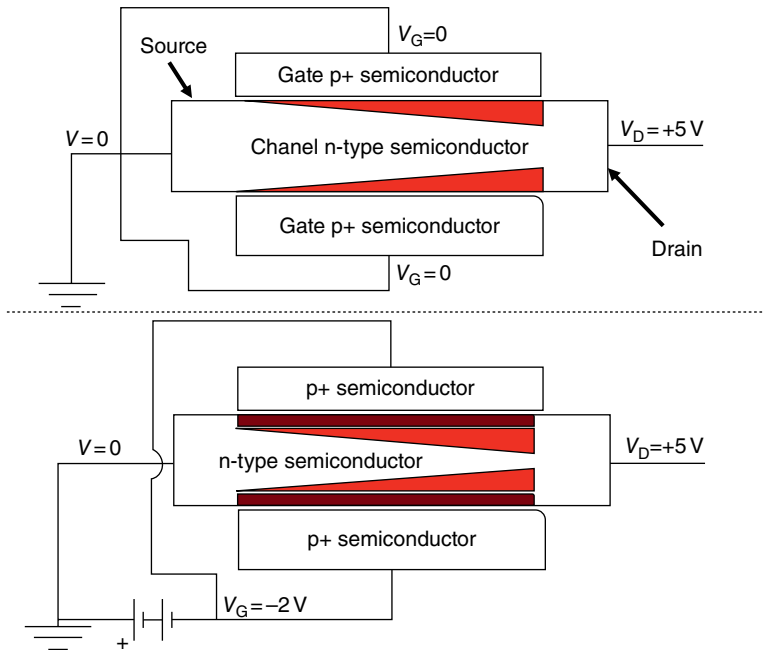 V_G=0
Source
Gate p+ semiconductor
V=0
Chanel n-type semiconductor
V_D=+5 V
Gate p+ semiconductor
Drain
V_G=0
p+ semiconductor
V=0
n-type semiconductor
V_D=+5 V
p+ semiconductor
V_G=−2 V
+